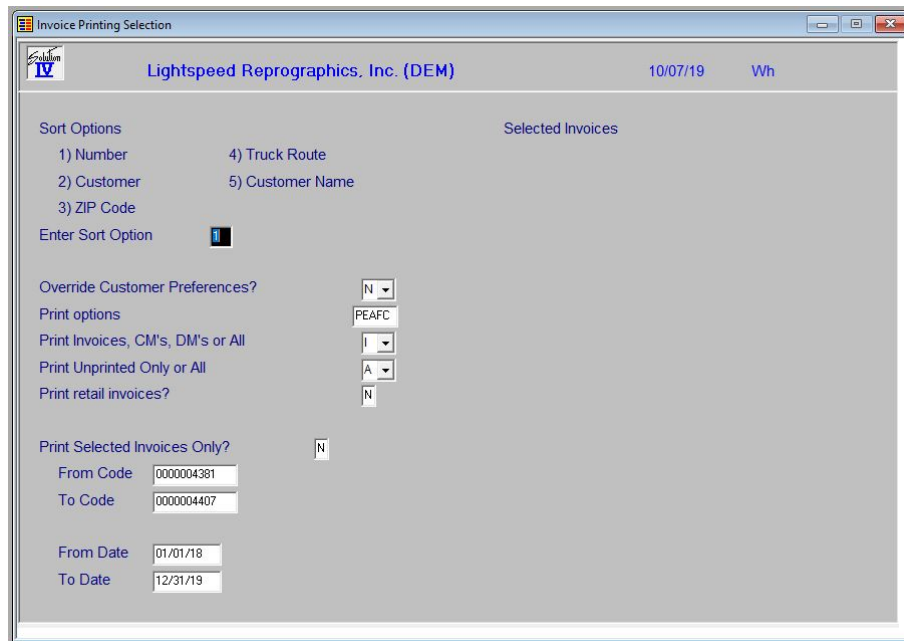 Invoice Printing Selection
Solution
IV
Lightspeed Reprographics, Inc. (DEM) 10/07/19 Wh
Sort Options Selected Invoices
1) Number 4) Truck Route
2) Customer 5) Customer Name
3) ZIP Code
Enter Sort Option 1
Override Customer Preferences? N
Print options PEAFC
Print Invoices, CM's, DM's or All I
Print Unprinted Only or All A
Print retail invoices? N
Print Selected Invoices Only? N
From Code 0000004381
To Code 0000004407
From Date 01/01/18
To Date 12/31/19